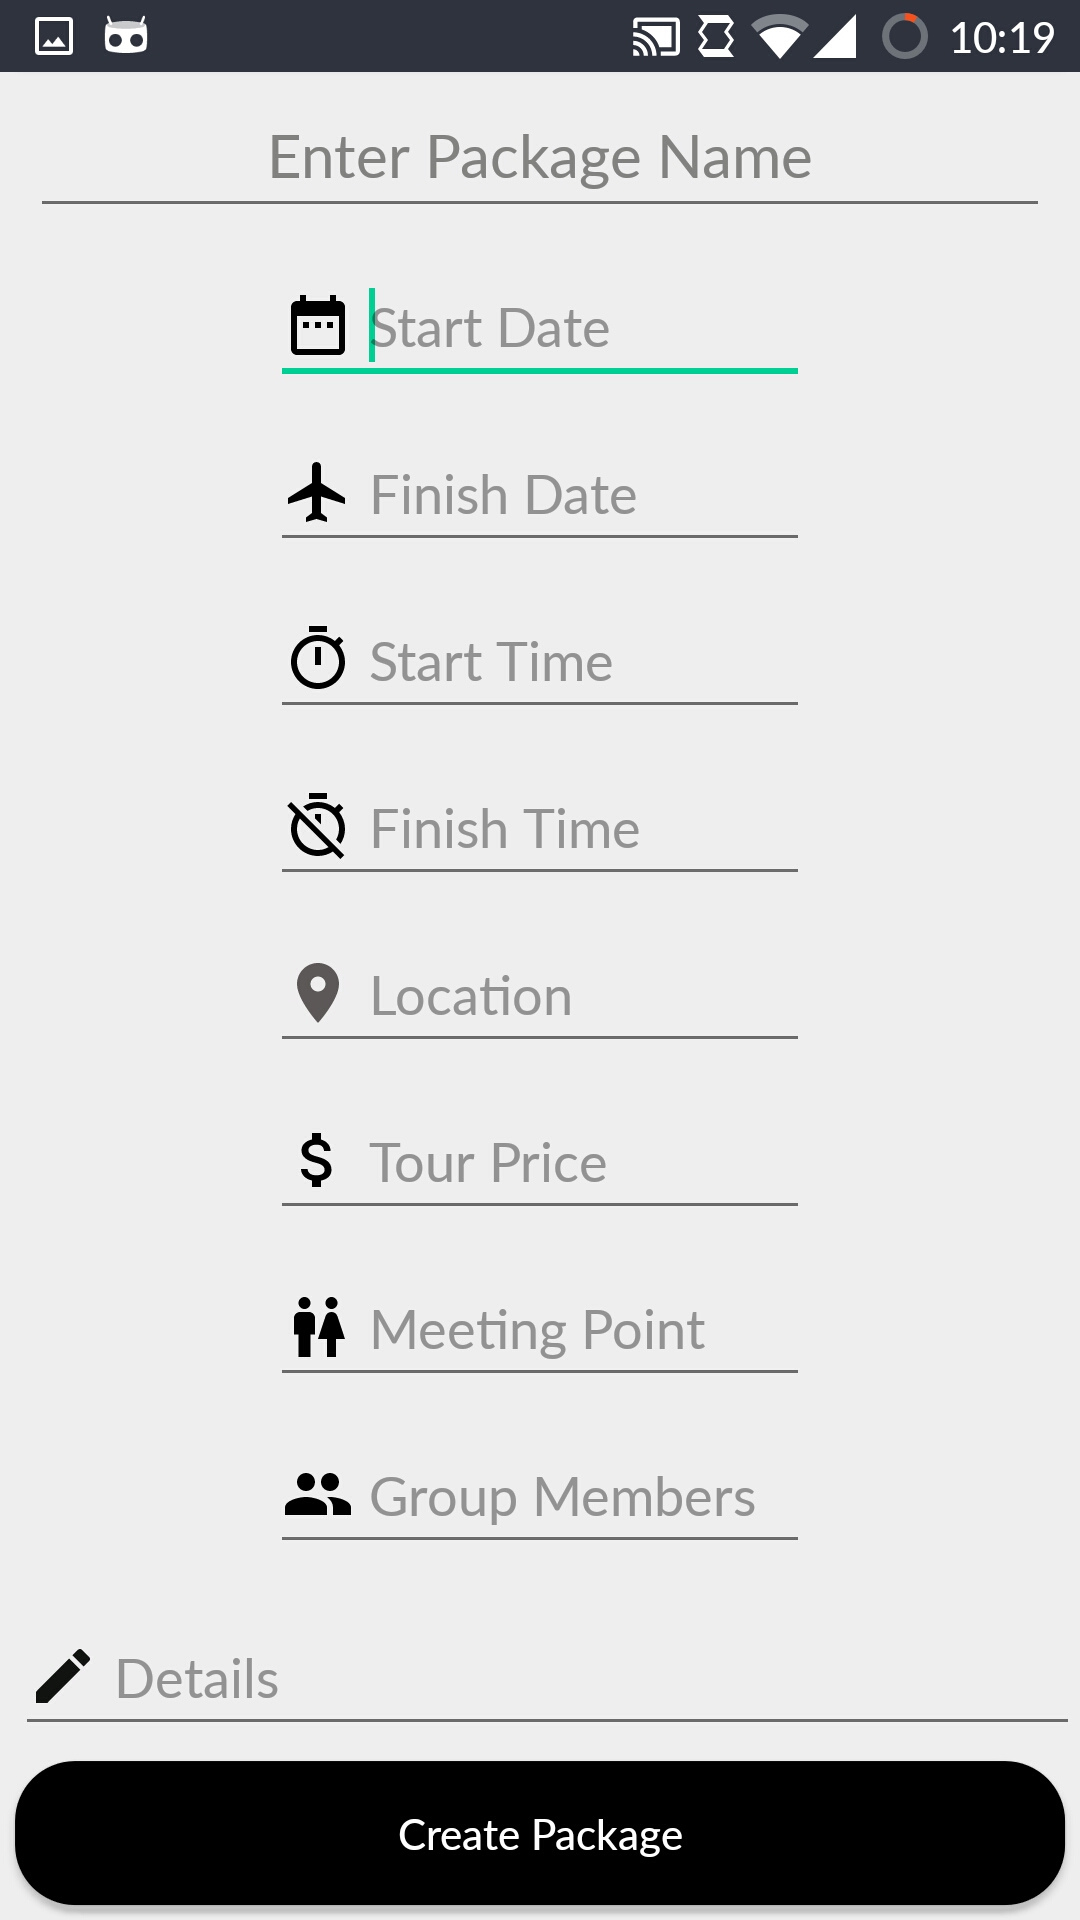 10:19
Enter Package Name
Start Date
Finish Date
Start Time
Finish Time
Location
Tour Price
Meeting Point
Group Members
Details
Create Package